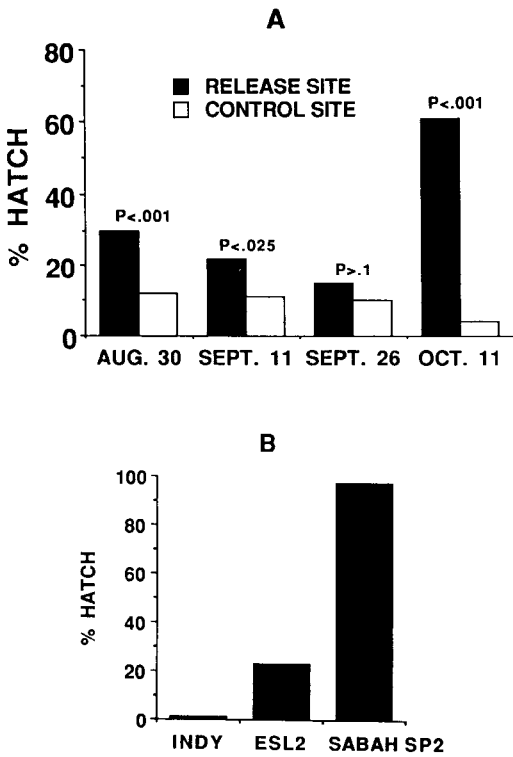 A
80
60
40
20
0
% HATCH
RELEASE SITE
CONTROL SITE
P<.001
P<.025
P>.1
P<.001
AUG. 30 SEPT. 11 SEPT. 26 OCT. 11
B
100
80
60
40
20
0
% HATCH
INDY ESL2 SABAH SP2